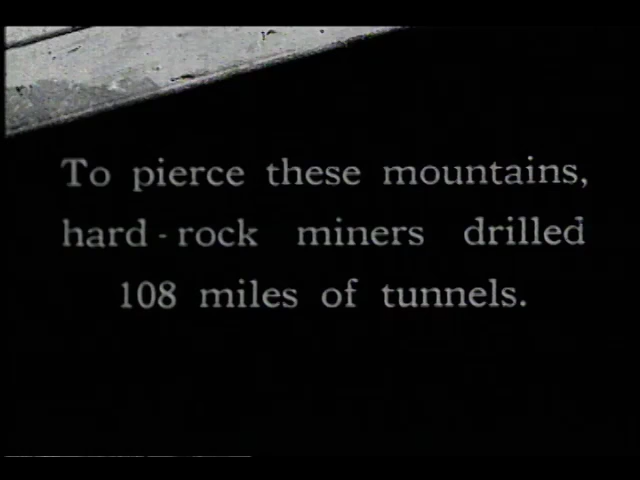 To pierce these mountains,
hard-rock miners drilled
108 miles of tunnels.